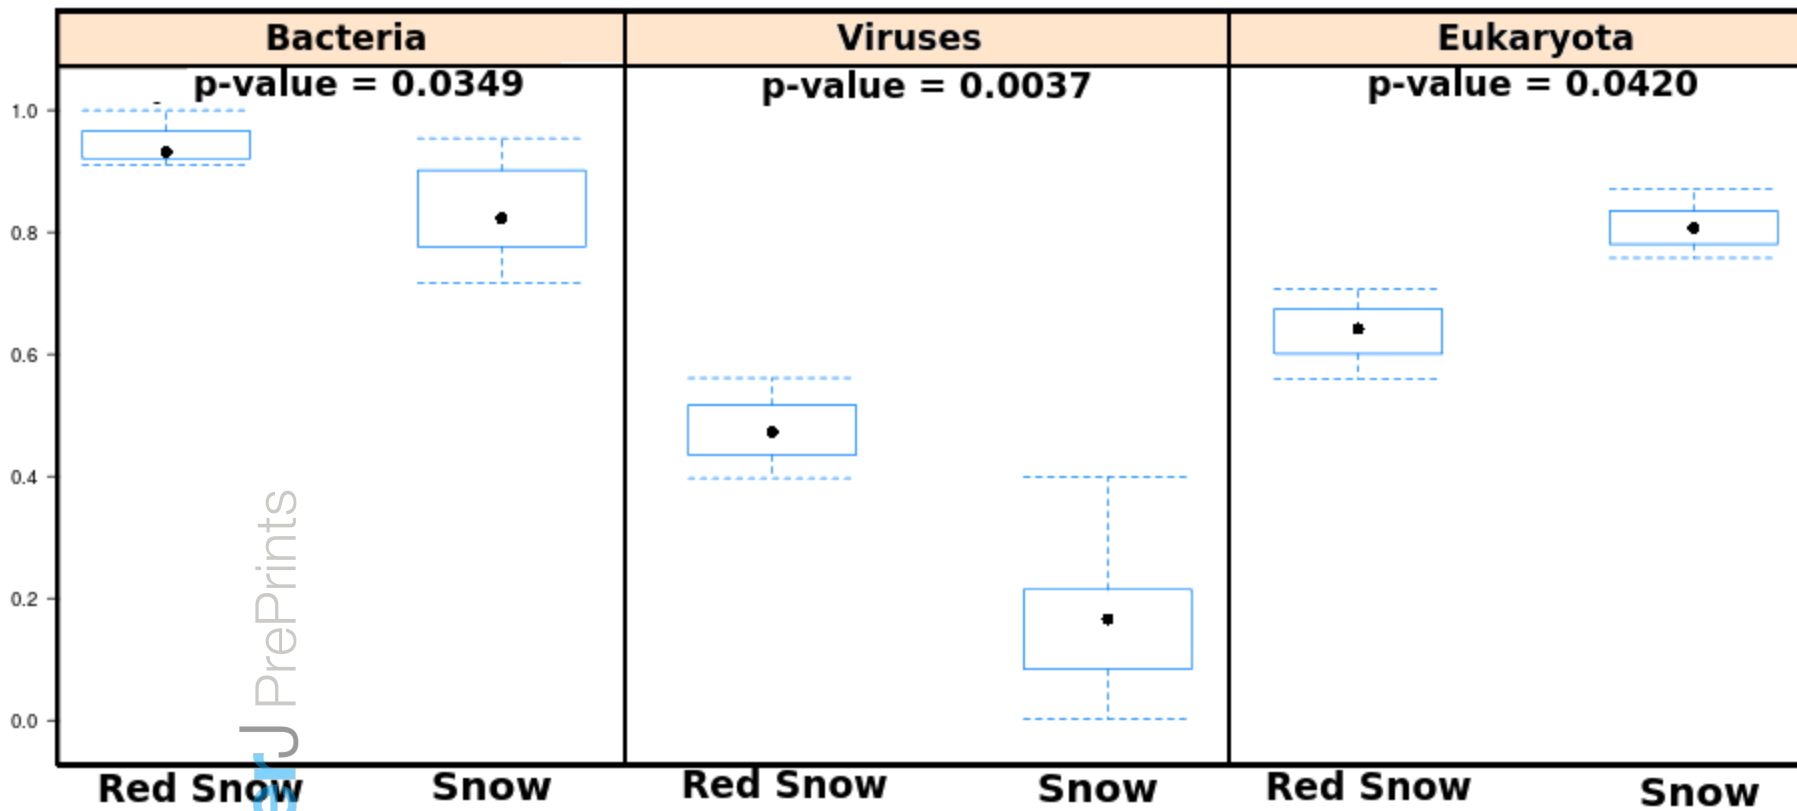 Bacteria Viruses Eukaryota
p-value = 0.0349 p-value = 0.0037 p-value = 0.0420
1.0
0.8
0.6
0.4
0.2
0.0
Red Snow Snow Red Snow Snow Red Snow Snow
erJ PrePrints